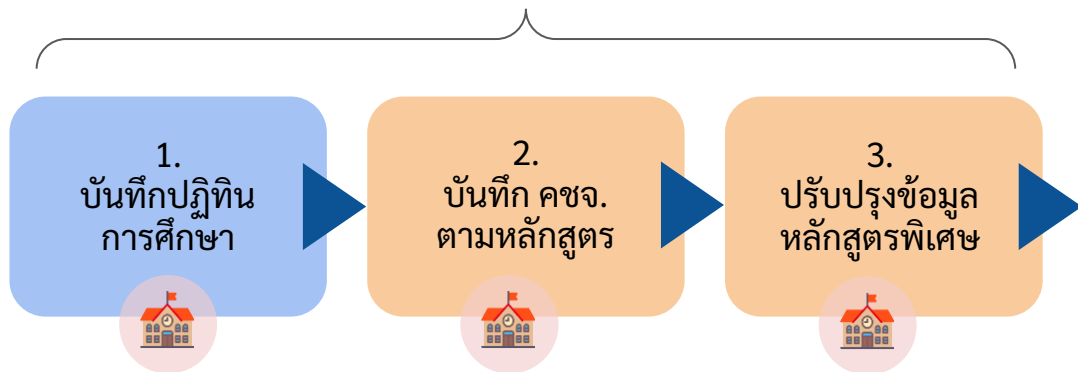 1.
บันทึกปฏิทิน
การศึกษา
2.
บันทึก คชจ.
ตามหลักสูตร
3.
ปรับปรุงข้อมูล
หลักสูตรพิเศษ